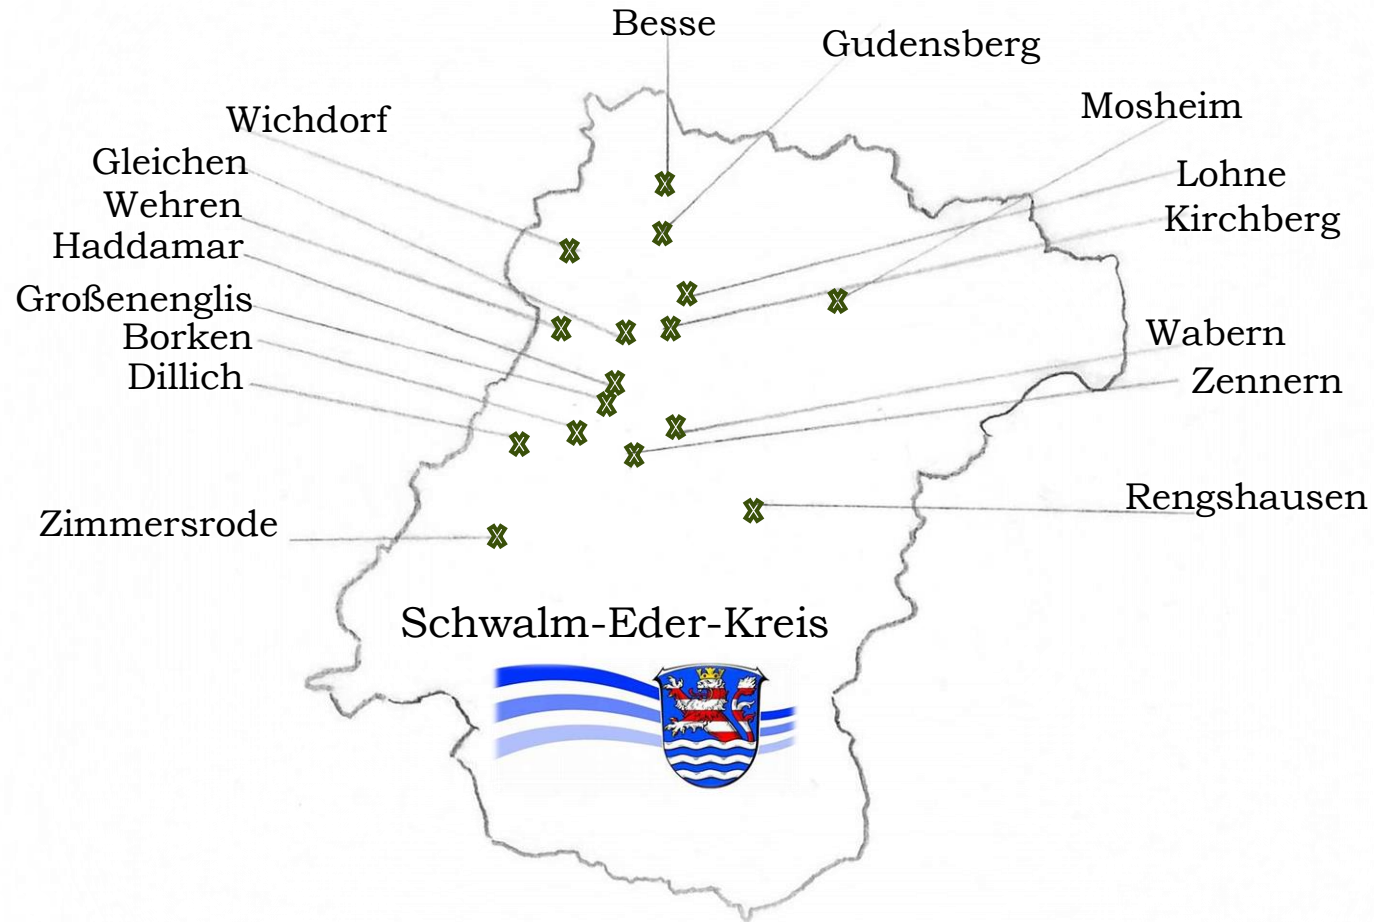 Besse
Gudensberg
Mosheim
Wichdorf
Gleichen
Lohne
Wehren
Kirchberg
Haddamar
Großenenglis
Borken
Wabern
Dillich
Zennern
Rengshausen
Zimmersrode
Schwalm-Eder-Kreis